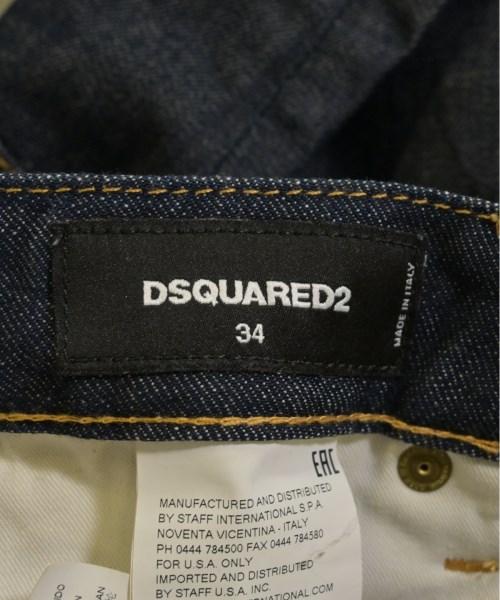 DSQUARED2
34
MADE IN ITALY
EAC
MANUFACTURED AND DISTRIBUTED
BY STAFF INTERNATIONAL S.P.A.
NOVENTA VICENTINA - ITALY
PH 0444 784500 FAX 0444 784580
FOR U.S.A. ONLY
IMPORTED AND DISTRIBUTED
BY STAFF U.S.A. INC.